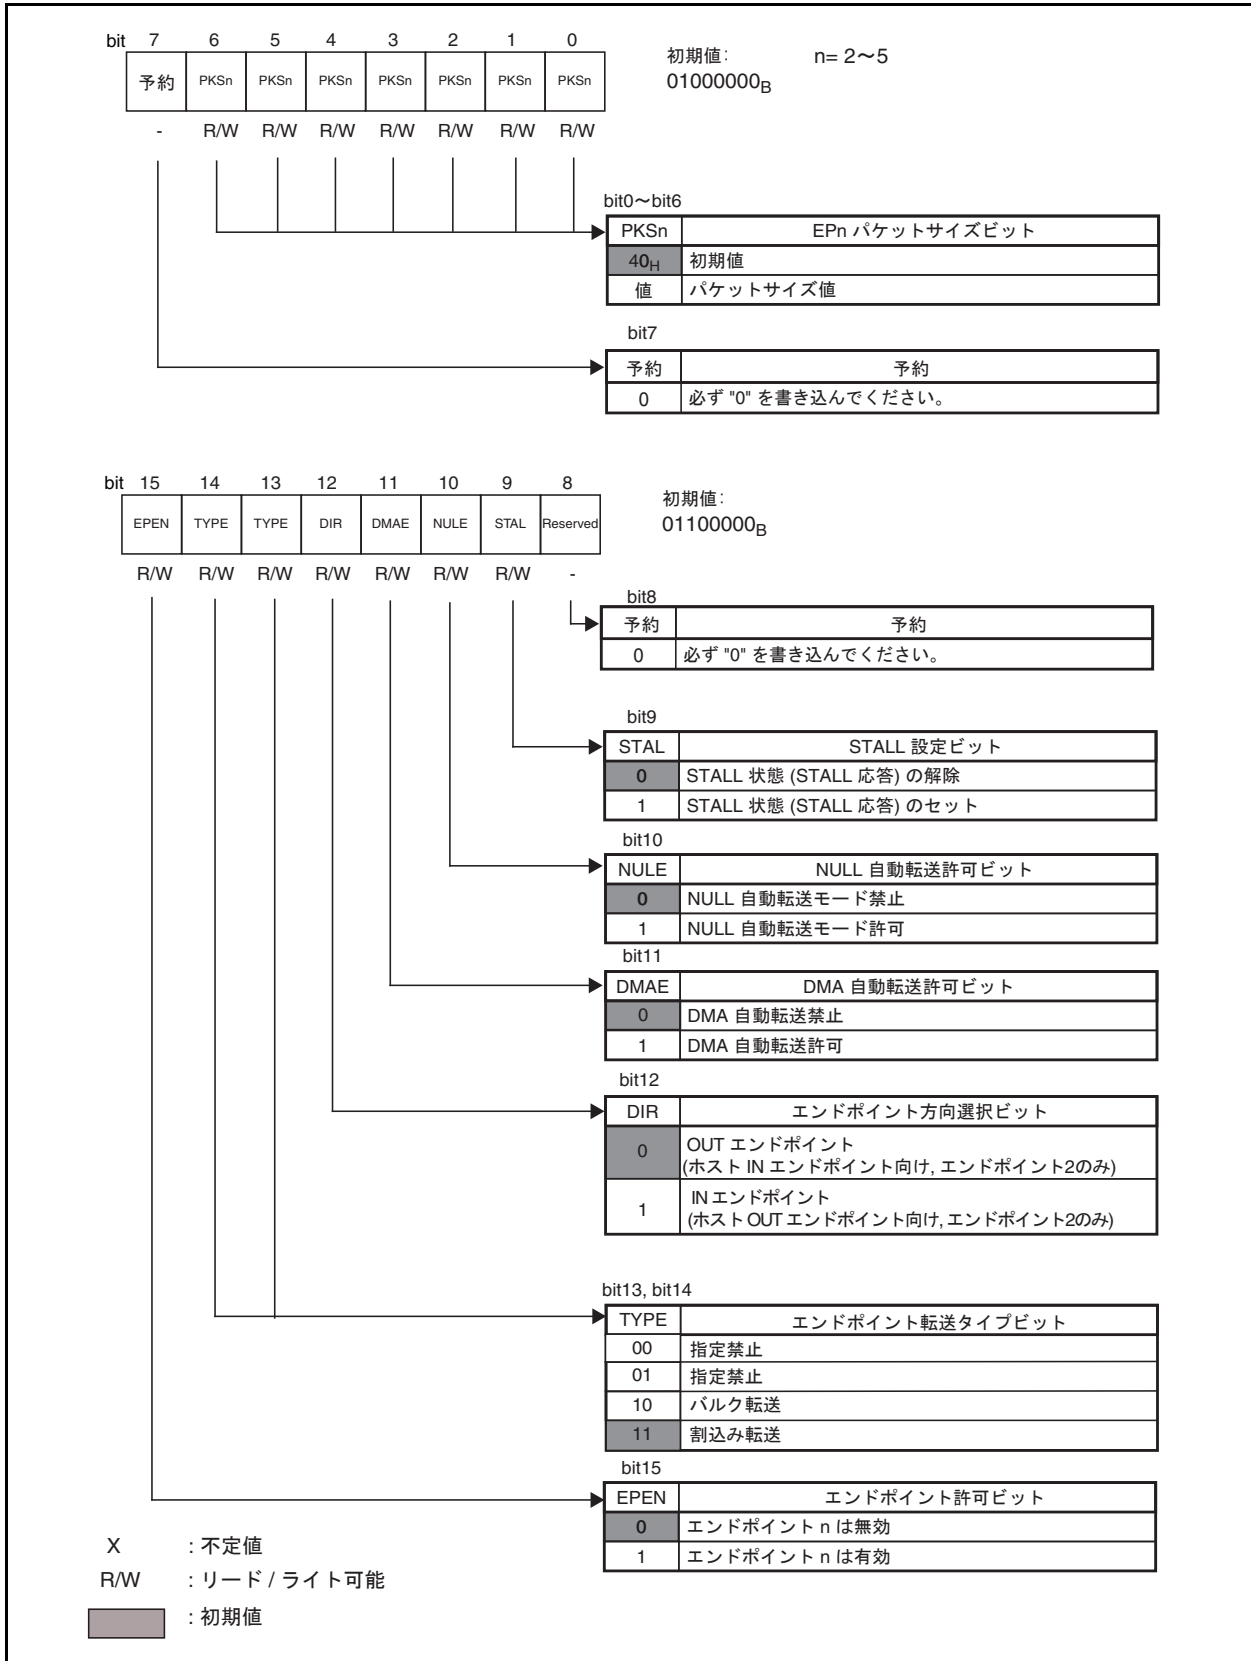 bit 7 6 5 4 3 2 1 0
初期値: n= 2～5
予約 PKSn PKSn PKSn PKSn PKSn PKSn PKSn
01000000B
- R/W R/W R/W R/W R/W R/W R/W
bit0～bit6
PKSn EPn パケットサイズビット
40H 初期値
値 パケットサイズ値
bit7
予約 予約
0 必ず "0" を書き込んでください。
bit 15 14 13 12 11 10 9 8
初期値:
EPEN TYPE TYPE DIR DMAE NULE STAL Reserved
01100000B
R/W R/W R/W R/W R/W R/W R/W -
bit8
予約 予約
0 必ず "0" を書き込んでください。
bit9
STAL STALL 設定ビット
0 STALL 状態 (STALL 応答) の解除
1 STALL 状態 (STALL 応答) のセット
bit10
NULE NULL 自動転送許可ビット
0 NULL 自動転送モード禁止
1 NULL 自動転送モード許可
bit11
DMAE DMA 自動転送許可ビット
0 DMA 自動転送禁止
1 DMA 自動転送許可
bit12
DIR エンドポイント方向選択ビット
0 OUT エンドポイント
(ホスト IN エンドポイント向け, エンドポイント2のみ)
1 IN エンドポイント
(ホスト OUT エンドポイント向け, エンドポイント2のみ)
bit13, bit14
TYPE エンドポイント転送タイプビット
00 指定禁止
01 指定禁止
10 バルク転送
11 割込み転送
bit15
EPEN エンドポイント許可ビット
0 エンドポイント n は無効
1 エンドポイント n は有効
X : 不定値
R/W : リード / ライト可能
: 初期値